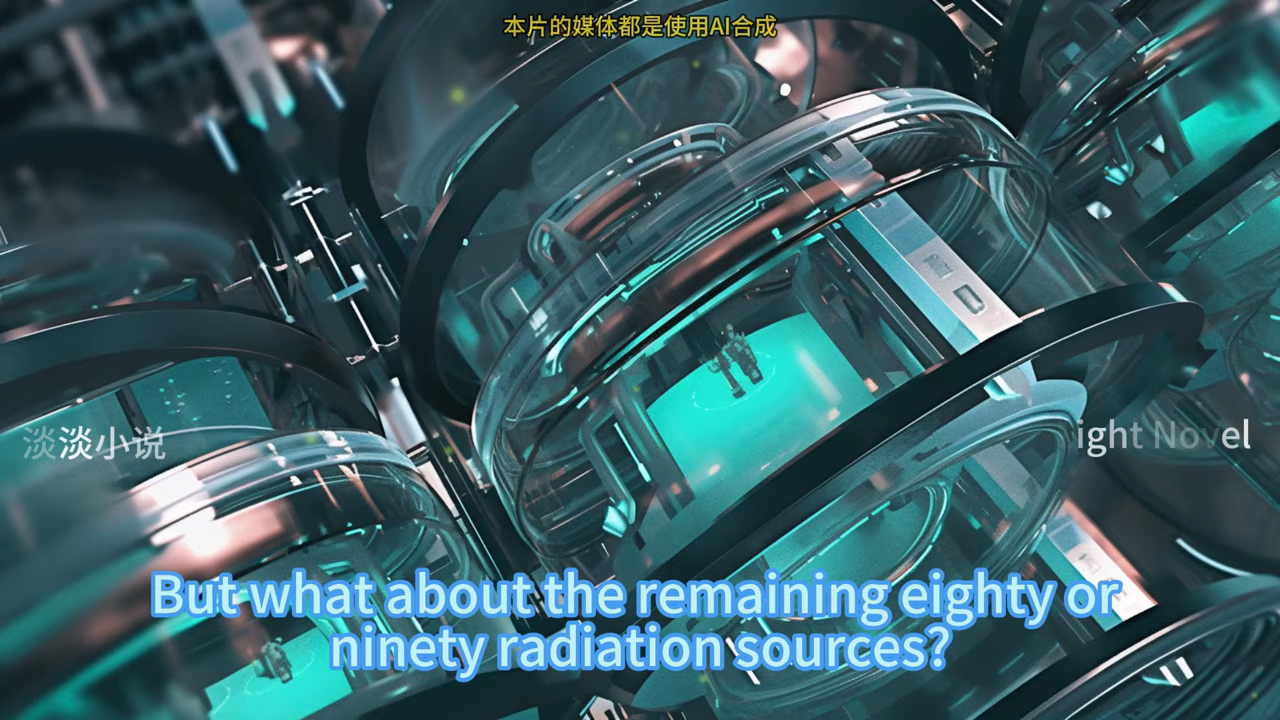 本片的媒体都是使用AI合成
淡淡小说
ight Novel
But what about the remaining eighty or
ninety radiation sources?